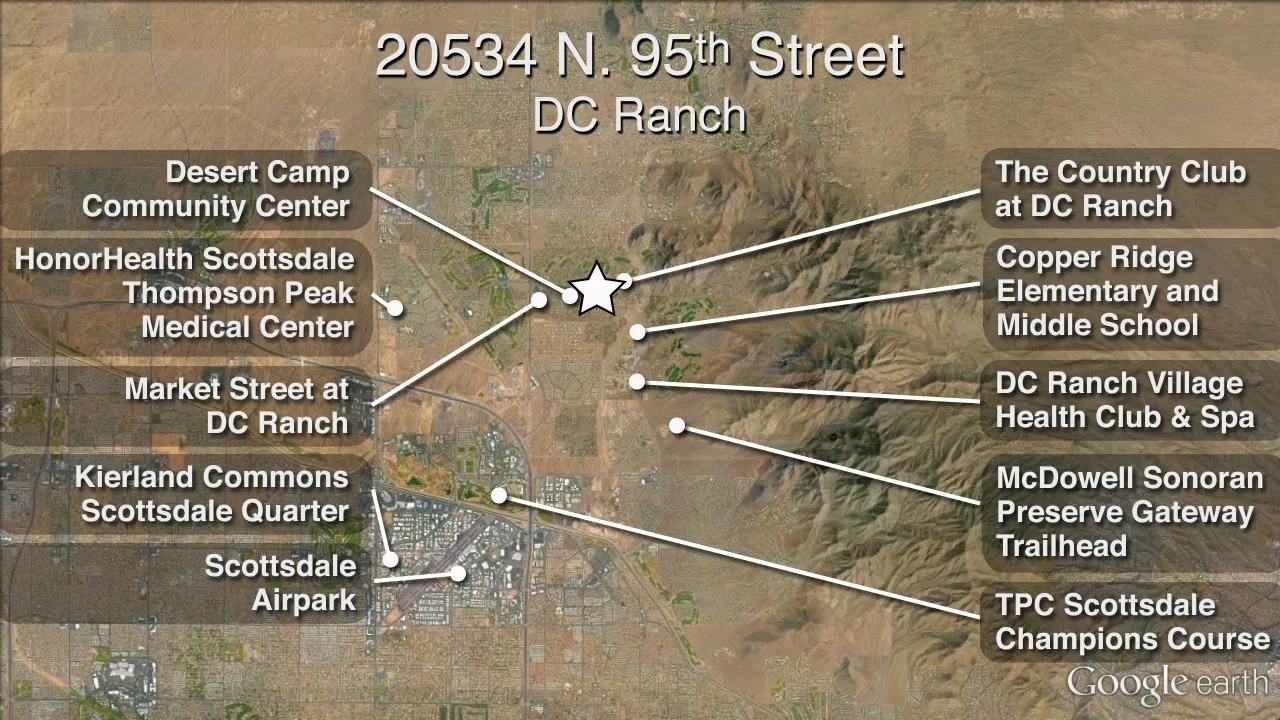 20534 N. 95th Street
DC Ranch
Desert Camp
Community Center
HonorHealth Scottsdale
Thompson Peak
Medical Center
Market Street at
DC Ranch
Kierland Commons
Scottsdale Quarter
Scottsdale
Airpark
The Country Club
at DC Ranch
Copper Ridge
Elementary and
Middle School
DC Ranch Village
Health Club & Spa
McDowell Sonoran
Preserve Gateway
Trailhead
TPC Scottsdale
Champions Course
Google earth